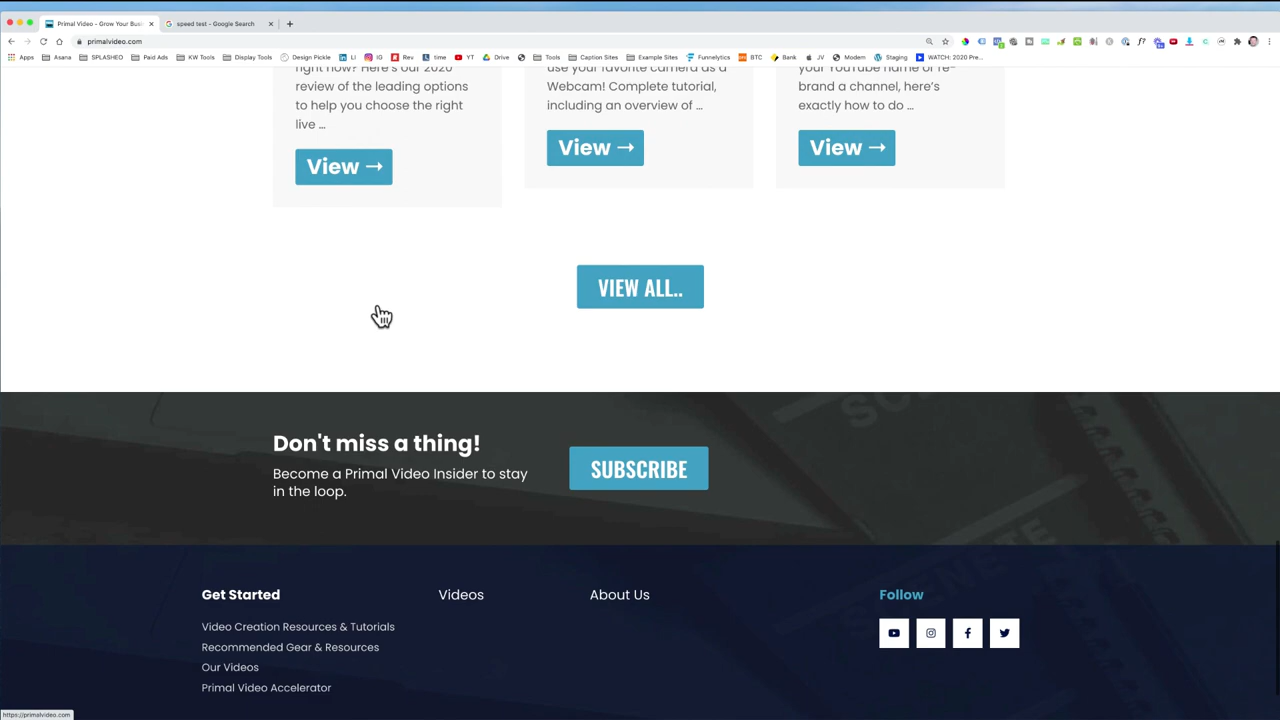 Primal Video - Grow Your Busi
speed test - Google Search
primalvideo.com
Apps
Asana
SPLASHEO
Paid Ads
KW Tools
Display Tools
Design Pickle
LI
IG
Rev
time
YT
Drive
Tools
Caption Sites
Example Sites
Funnelytics
BTC
Bank
JV
Modern
Staging
WATCH: 2020 Pre...
right now? Here's our 2020
review of the leading options
to help you choose the right
live ...
View →
use your favorite camera as a
Webcam! Complete tutorial,
including an overview of ...
View →
your YouTube name or re-
brand a channel, here's
exactly how to do ...
View →
VIEW ALL..
Don't miss a thing!
Become a Primal Video Insider to stay
in the loop.
SUBSCRIBE
Get Started
Video Creation Resources & Tutorials
Recommended Gear & Resources
Our Videos
Primal Video Accelerator
Videos
About Us
Follow
https://primalvideo.com